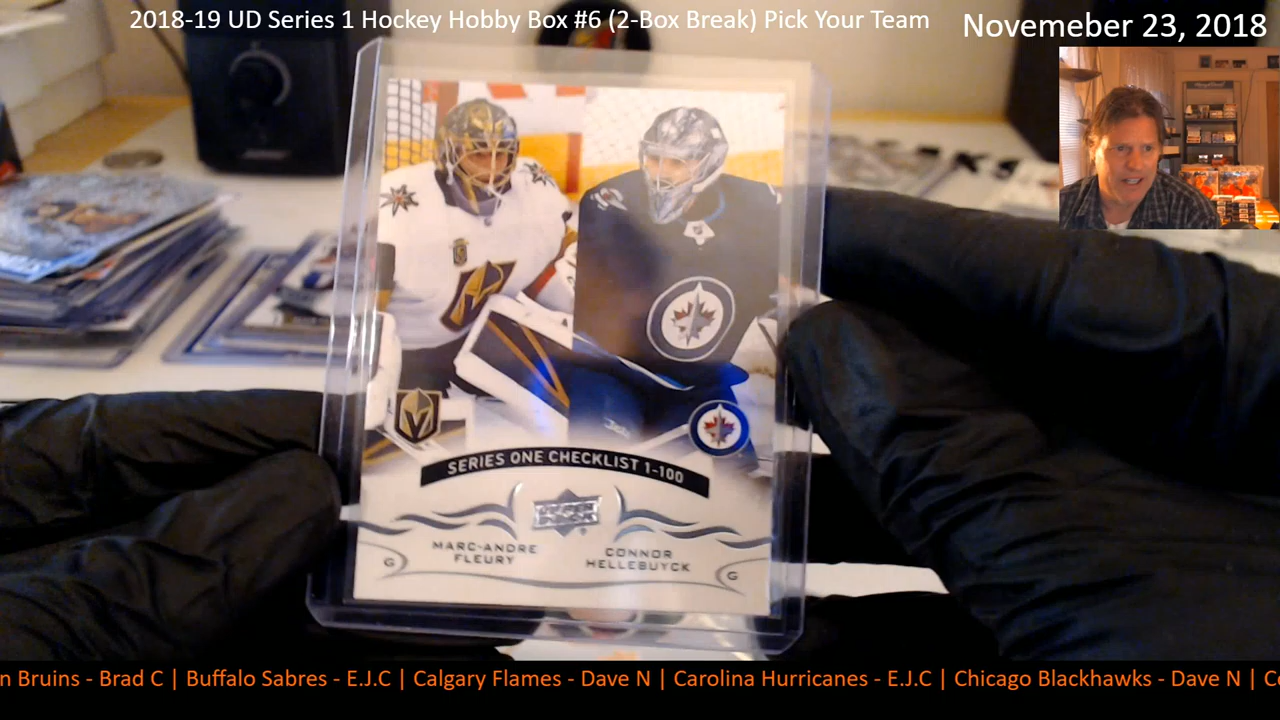 2018-19 UD Series 1 Hockey Hobby Box #6 (2-Box Break) Pick Your Team
Novemeber 23, 2018
SERIES ONE CHECKLIST 1-100
UPPER DECK
MARC-ANDRE FLEURY
CONNOR HELLEBUYCK
G
G
n Bruins - Brad C | Buffalo Sabres - E.J.C | Calgary Flames - Dave N | Carolina Hurricanes - E.J.C | Chicago Blackhawks - Dave N | C